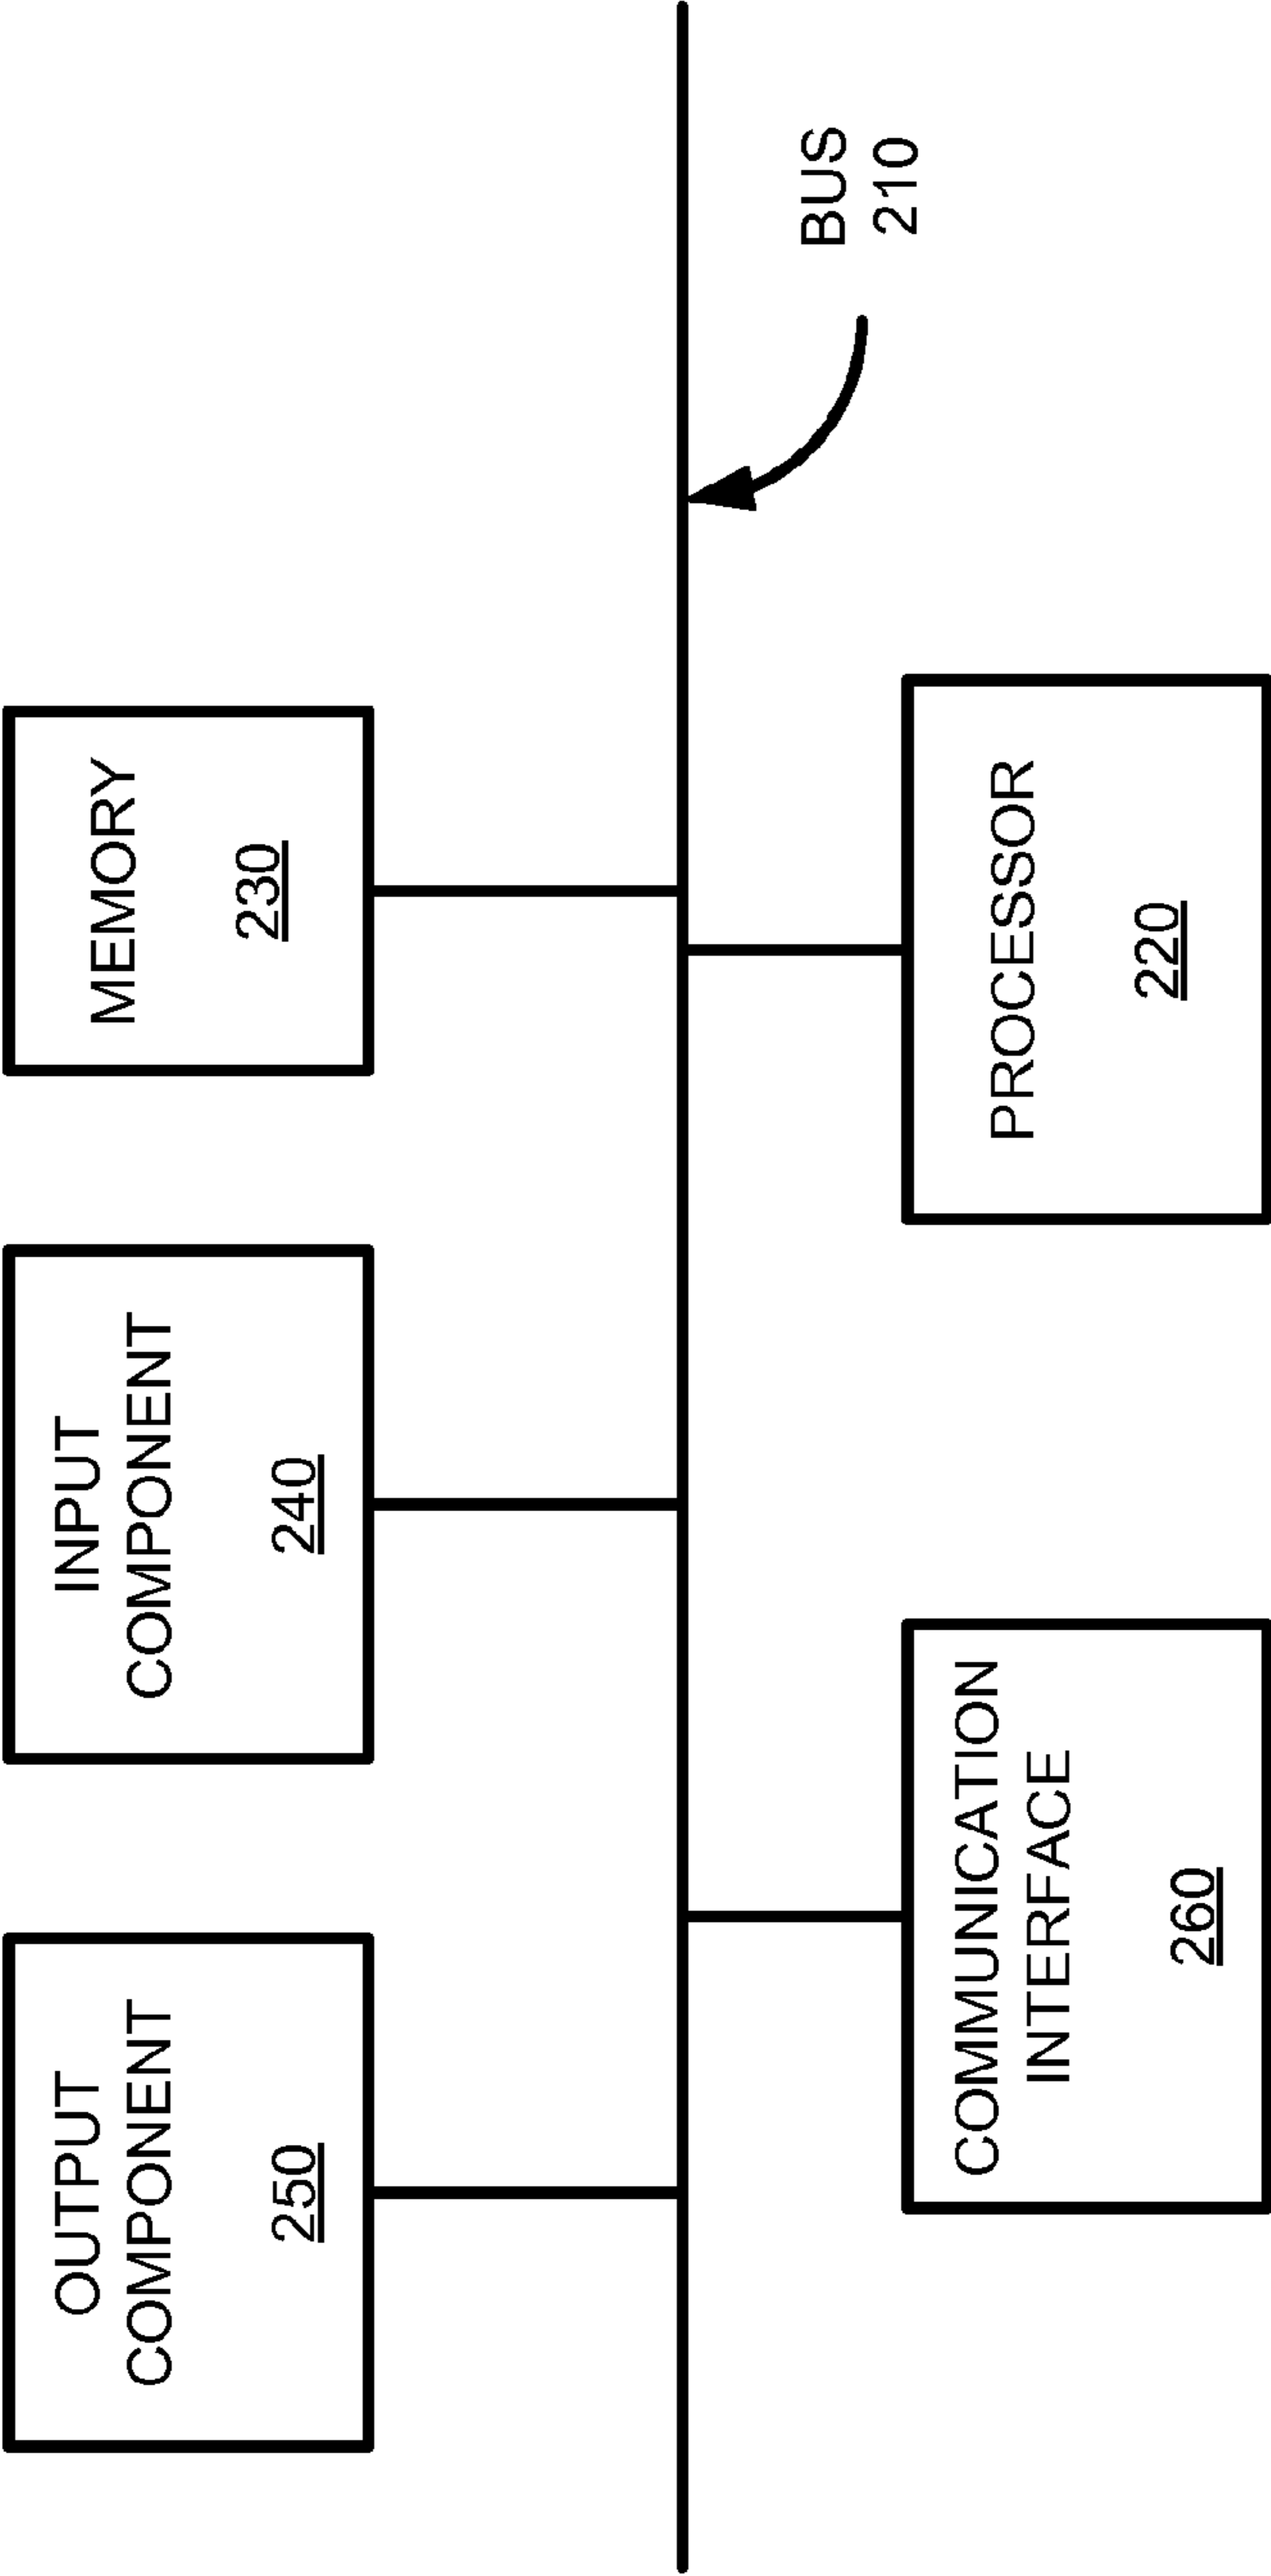 OUTPUT
COMPONENT
250
INPUT
COMPONENT
240
MEMORY
230
COMMUNICATION
INTERFACE
260
PROCESSOR
220
BUS
210